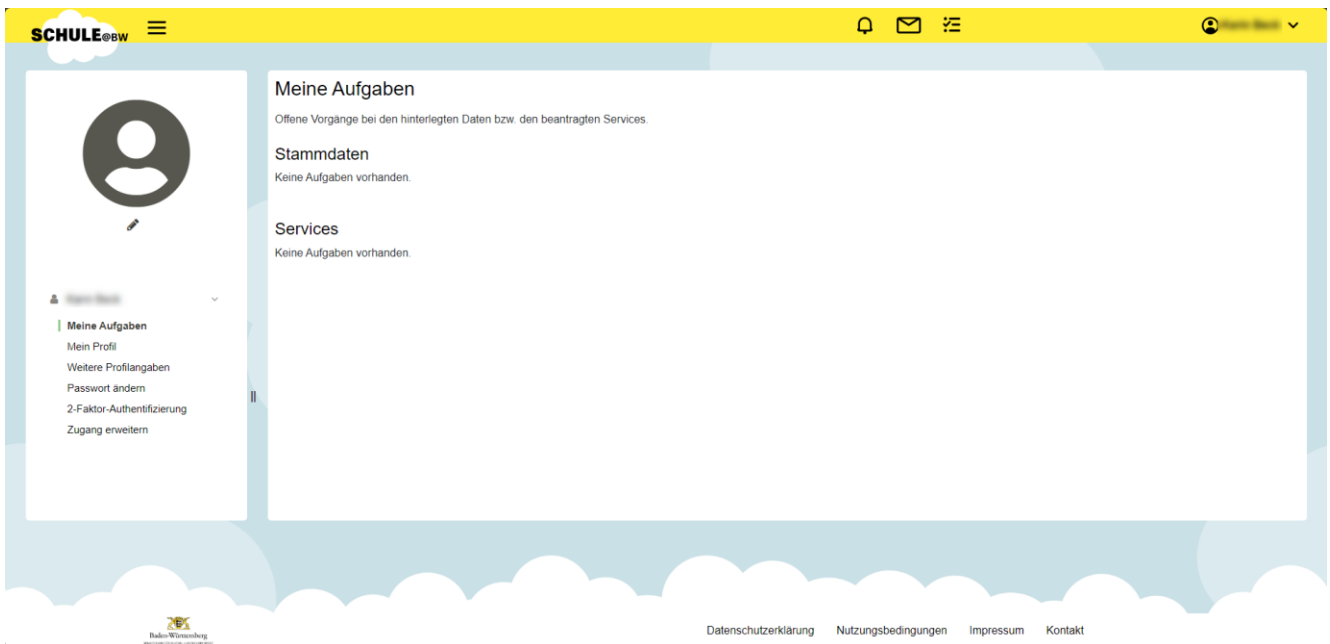 SCHULE@BW
Meine Aufgaben
Offene Vorgänge bei den hinterlegten Daten bzw. den beantragten Services.
Stammdaten
Keine Aufgaben vorhanden.
Services
Keine Aufgaben vorhanden.
Meine Aufgaben
Mein Profil
Weitere Profilangaben
Passwort ändern
2-Faktor-Authentifizierung
Zugang erweitern
Baden-Württemberg
Datenschutzerklärung Nutzungsbedingungen Impressum Kontakt